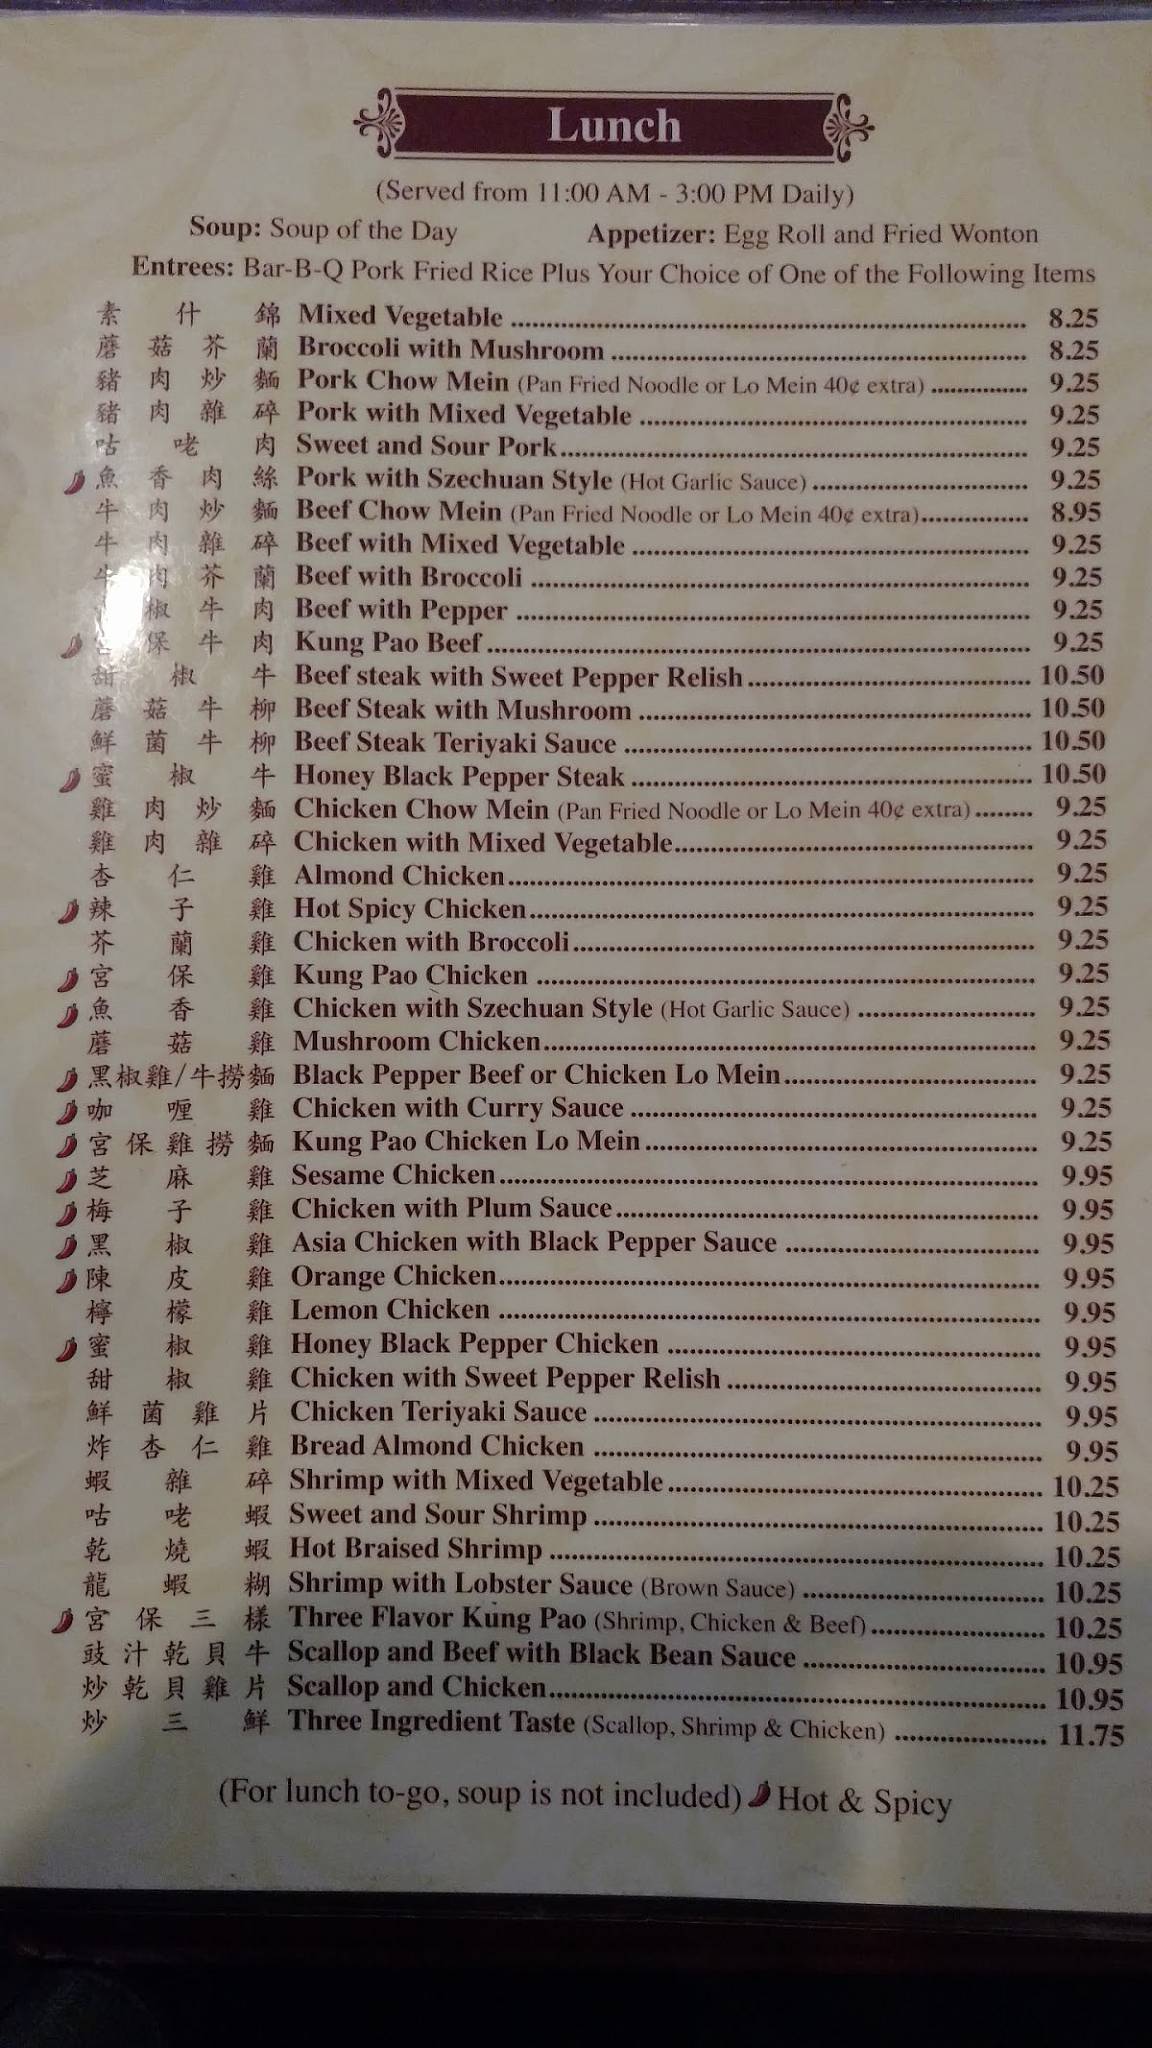 Lunch
(Served from 11:00 AM - 3:00 PM Daily)
Soup: Soup of the Day Appetizer: Egg Roll and Fried Wonton
Entrees: Bar-B-Q Pork Fried Rice Plus Your Choice of One of the Following Items
素什錦 Mixed Vegetable 8.25
蘑菇芥蘭 Broccoli with Mushroom 8.25
豬肉炒麵 Pork Chow Mein (Pan Fried Noodle or Lo Mein 40¢ extra) 9.25
豬肉雜碎 Pork with Mixed Vegetable 9.25
咕咾肉 Sweet and Sour Pork 9.25
魚香肉絲 Pork with Szechuan Style (Hot Garlic Sauce) 9.25
牛肉炒麵 Beef Chow Mein (Pan Fried Noodle or Lo Mein 40¢ extra) 8.95
牛肉雜碎 Beef with Mixed Vegetable 9.25
牛肉芥蘭 Beef with Broccoli 9.25
椒牛肉 Beef with Pepper 9.25
宮保牛肉 Kung Pao Beef 9.25
甜椒牛 Beef steak with Sweet Pepper Relish 10.50
蘑菇牛柳 Beef Steak with Mushroom 10.50
鮮菌牛柳 Beef Steak Teriyaki Sauce 10.50
蜜椒牛 Honey Black Pepper Steak 10.50
雞肉炒麵 Chicken Chow Mein (Pan Fried Noodle or Lo Mein 40¢ extra) 9.25
雞肉雜碎 Chicken with Mixed Vegetable 9.25
杏仁雞 Almond Chicken 9.25
辣子雞 Hot Spicy Chicken 9.25
芥蘭雞 Chicken with Broccoli 9.25
宮保雞 Kung Pao Chicken 9.25
魚香雞 Chicken with Szechuan Style (Hot Garlic Sauce) 9.25
蘑菇雞 Mushroom Chicken 9.25
黑椒雞/牛撈麵 Black Pepper Beef or Chicken Lo Mein 9.25
咖喱雞 Chicken with Curry Sauce 9.25
宮保雞撈麵 Kung Pao Chicken Lo Mein 9.25
芝麻雞 Sesame Chicken 9.95
梅子雞 Chicken with Plum Sauce 9.95
黑椒雞 Asia Chicken with Black Pepper Sauce 9.95
陳皮雞 Orange Chicken 9.95
檸檬雞 Lemon Chicken 9.95
蜜椒雞 Honey Black Pepper Chicken 9.95
甜椒雞 Chicken with Sweet Pepper Relish 9.95
鮮菌雞片 Chicken Teriyaki Sauce 9.95
炸杏仁雞 Bread Almond Chicken 9.95
蝦雜碎 Shrimp with Mixed Vegetable 10.25
咕咾蝦 Sweet and Sour Shrimp 10.25
乾燒蝦 Hot Braised Shrimp 10.25
龍蝦糊 Shrimp with Lobster Sauce (Brown Sauce) 10.25
宮保三樣 Three Flavor Kung Pao (Shrimp, Chicken & Beef) 10.25
豉汁乾貝牛 Scallop and Beef with Black Bean Sauce 10.95
炒乾貝雞片 Scallop and Chicken 10.95
炒三鮮 Three Ingredient Taste (Scallop, Shrimp & Chicken) 11.75
(For lunch to-go, soup is not included) Hot & Spicy